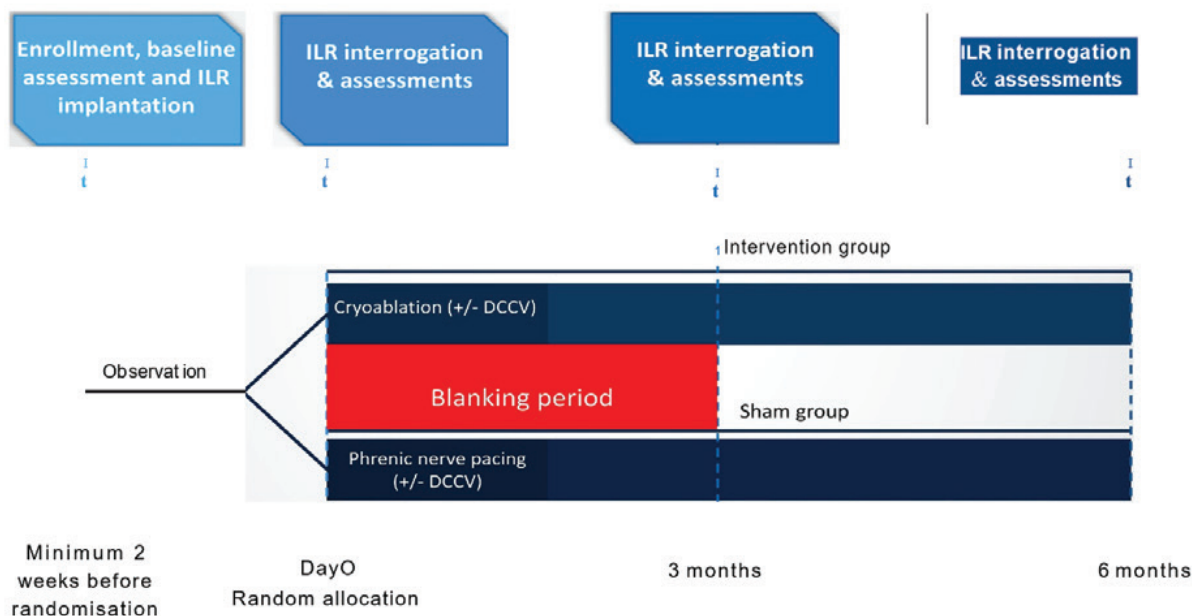 Enrollment, baseline
assessment and ILR
implantation
ILR interrogation
& assessments
ILR interrogation
& assessments
ILR interrogation
& assessments
I
t
I
t
I
t
I
t
1 Intervention group
Cryoablation (+/- DCCV)
Observation
Blanking period
Sham group
Phrenic nerve pacing
(+/- DCCV)
Minimum 2
weeks before
randomisation
DayO
Random allocation
3 months
6 months